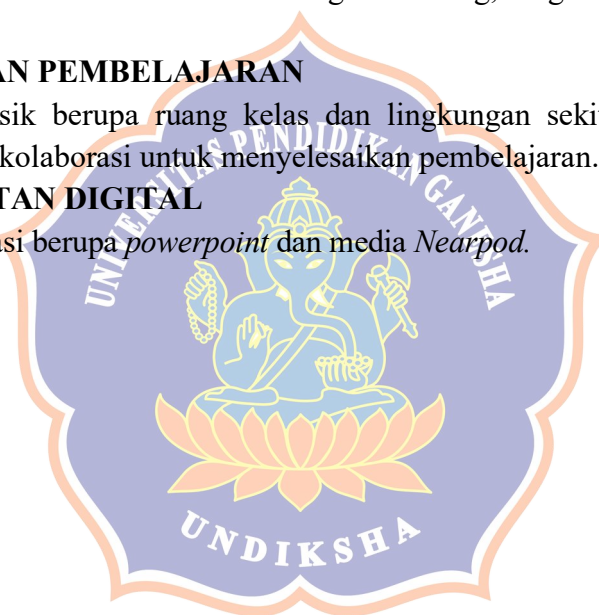 AN PEMBELAJARAN
sik berupa ruang kelas dan lingkungan sekit
kolaborasi untuk menyelesaikan pembelajaran.
TAN DIGITAL
asi berupa powerpoint dan media Nearpod.
UNIVERSITAS PENDIDIKAN GANESHA
UNDIKSHA